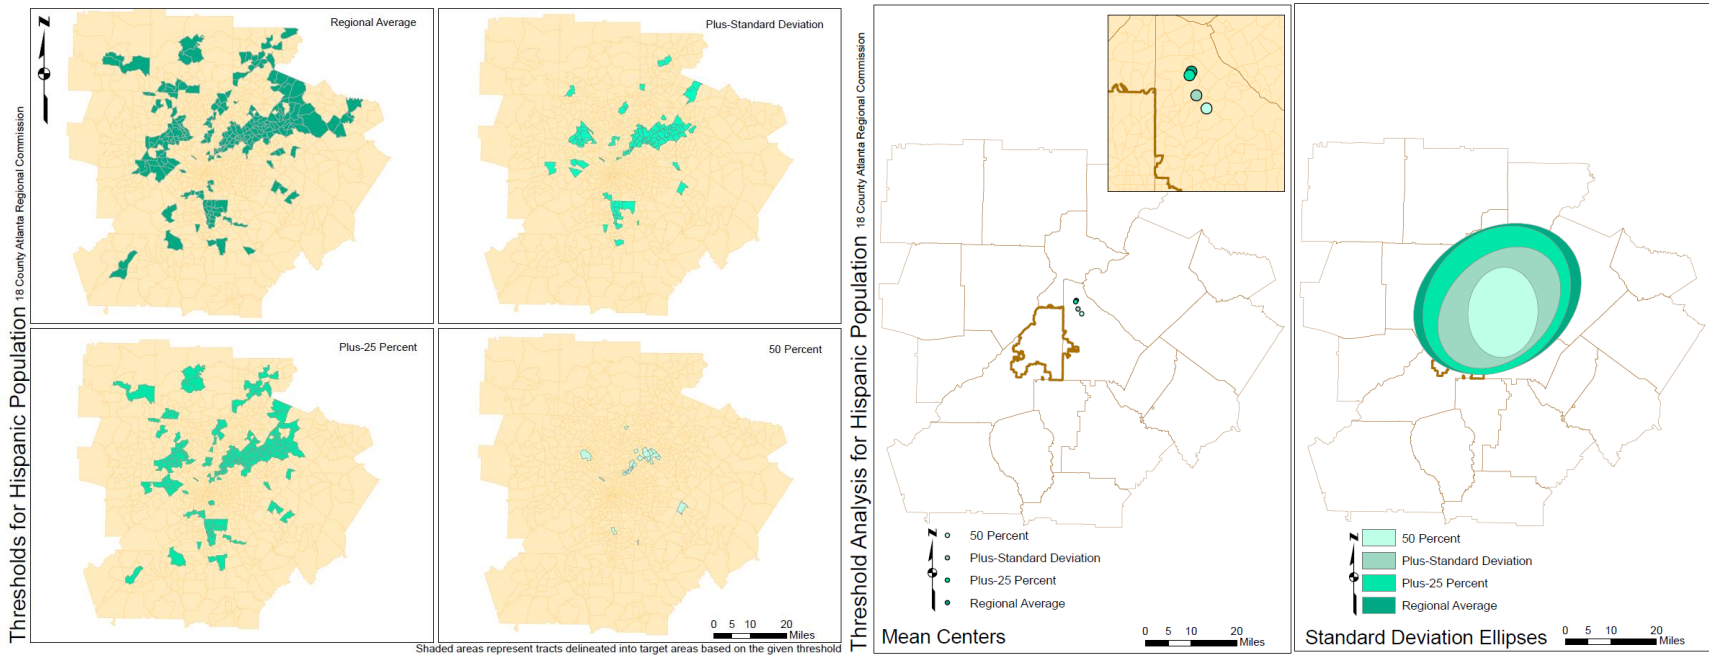 Thresholds for Hispanic Population 18 County Atlanta Regional Commission
N
Regional Average
Plus-Standard Deviation
Plus-25 Percent
50 Percent
0 5 10 20
Miles
Shaded areas represent tracts delineated into target areas based on the given threshold
Threshold Analysis for Hispanic Population 18 County Atlanta Regional Commission
N
50 Percent
Plus-Standard Deviation
Plus-25 Percent
Regional Average
Mean Centers
0 5 10 20
Miles
N
50 Percent
Plus-Standard Deviation
Plus-25 Percent
Regional Average
Standard Deviation Ellipses
0 5 10 20
Miles